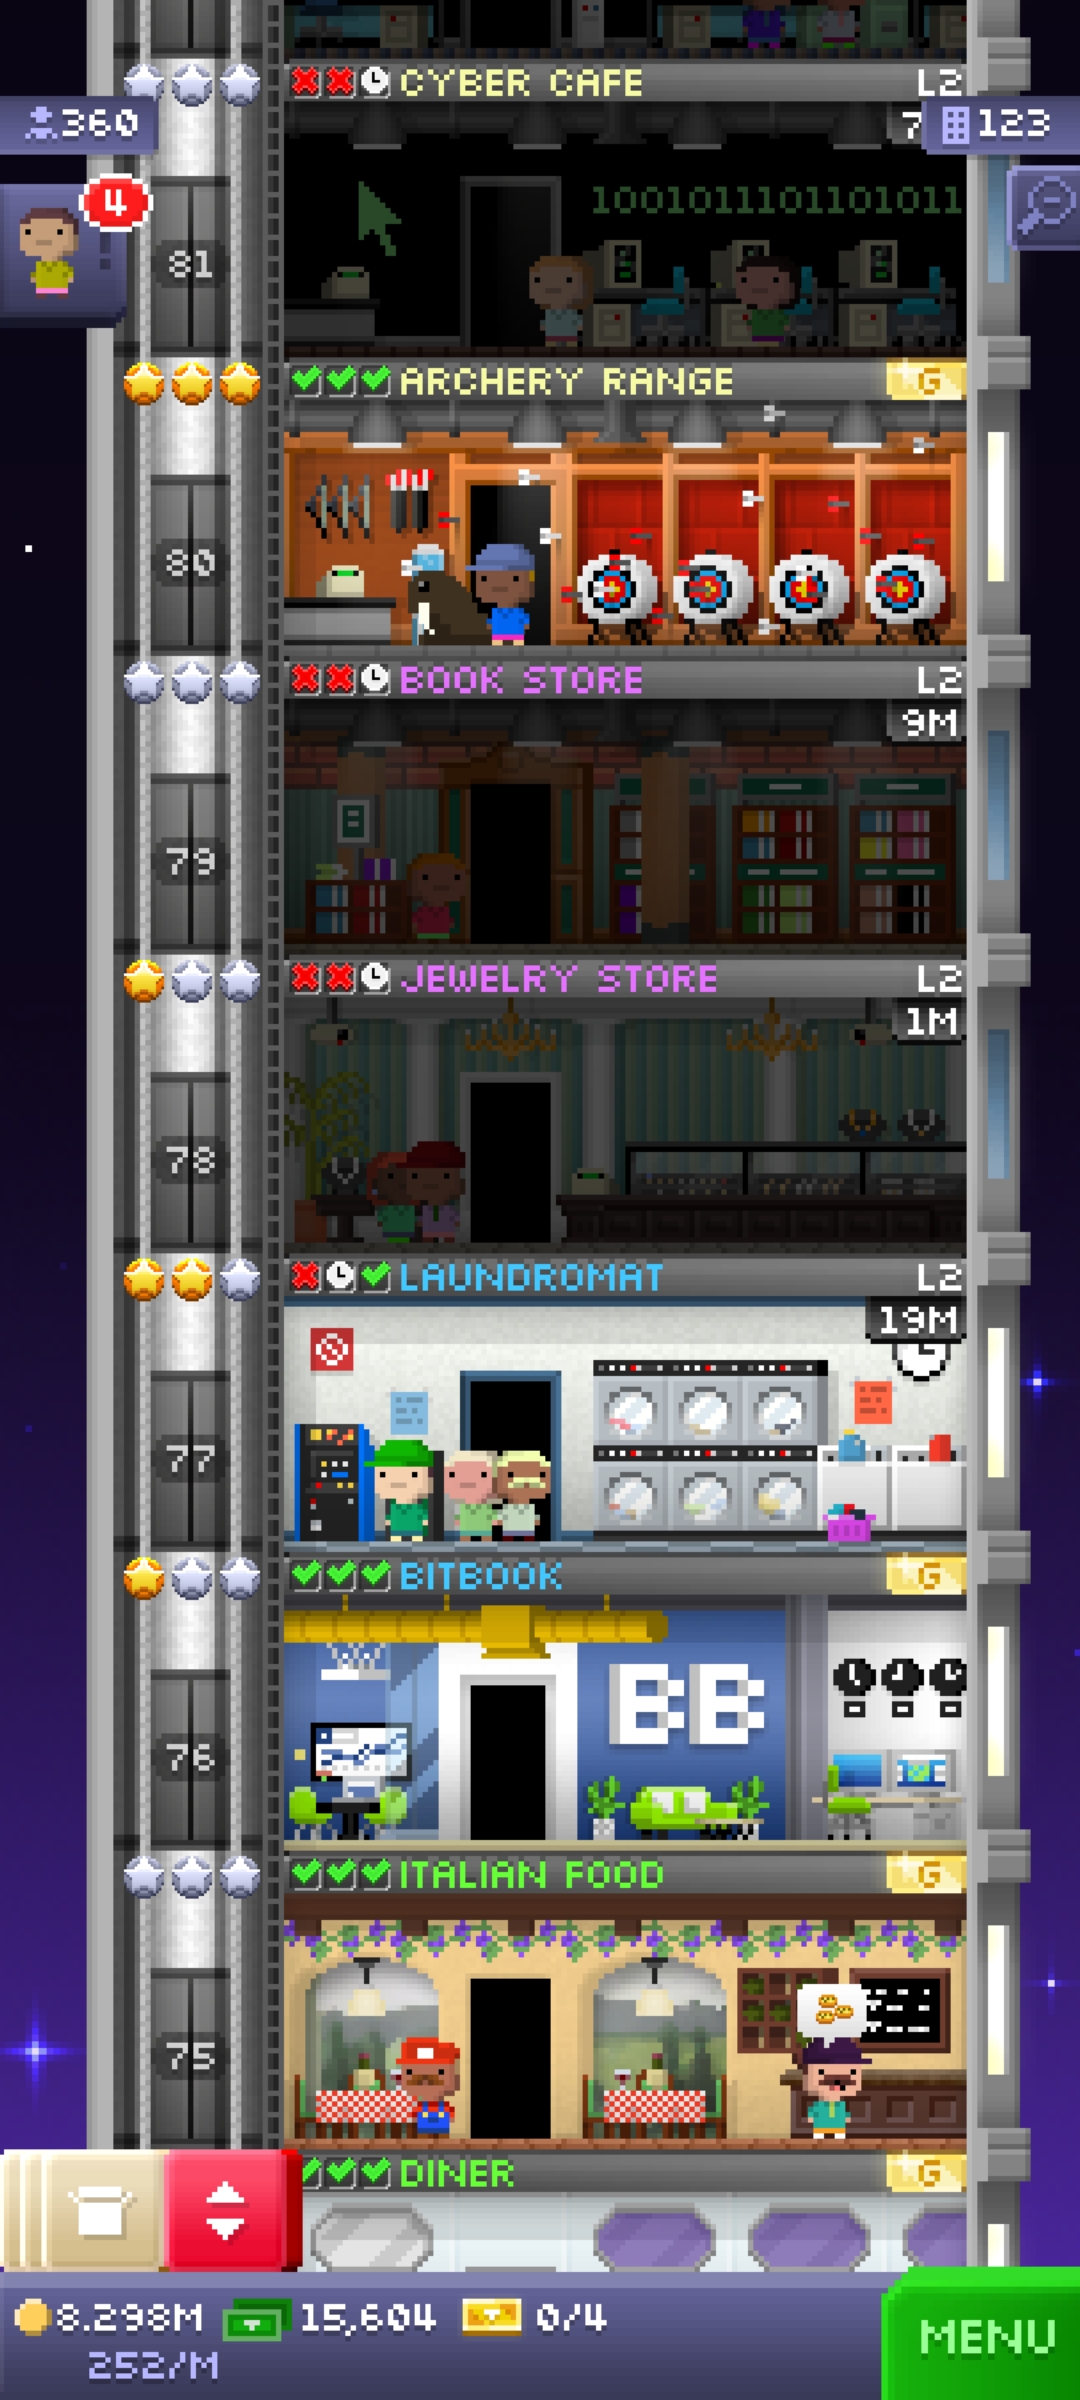 CYBER CAFE L2
360
7
123
4
100101110110101011
81
ARCHERY RANGE G
80
BOOK STORE L2
9M
79
JEWELRY STORE L2
1M
78
LAUNDROMAT L2
19M
77
BITBOOK G
BB
76
ITALIAN FOOD G
75
DINER G
8.298M 15,604 0/4
252/M
MENU